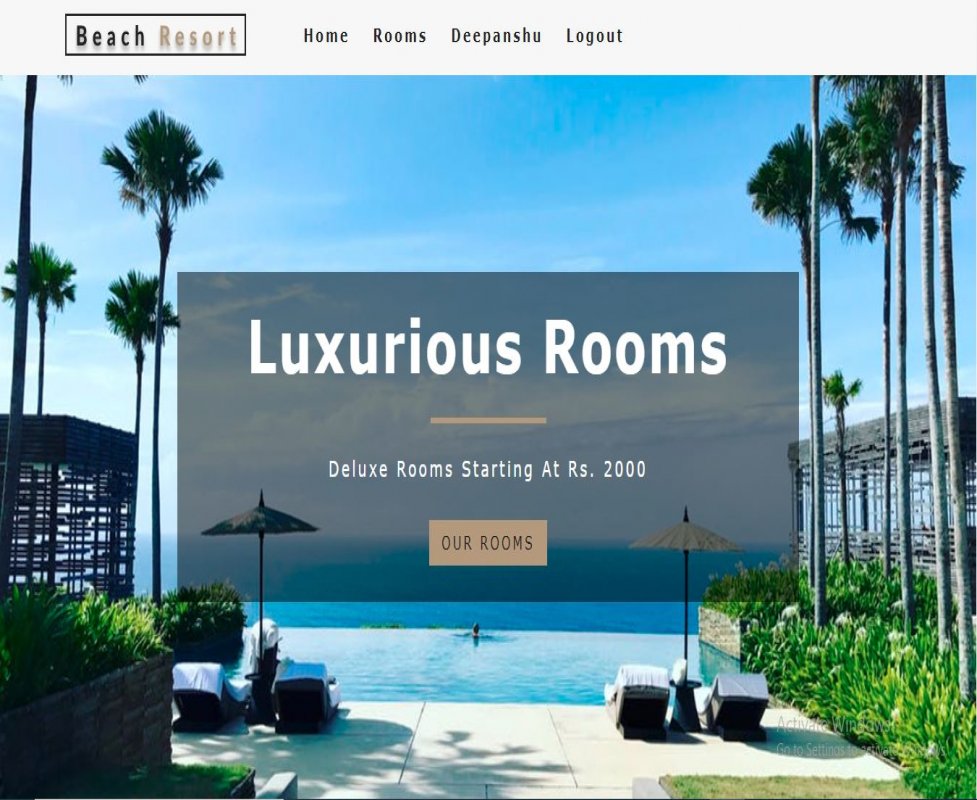 Beach Resort
Home Rooms Deepanshu Logout
Luxurious Rooms
Deluxe Rooms Starting At Rs. 2000
OUR ROOMS
Activate Windows
Go to Settings to activate Windows.